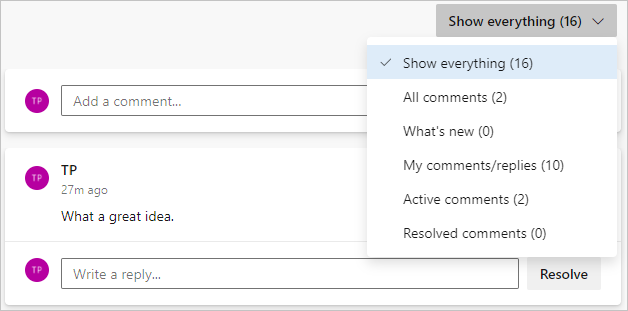 Show everything (16)
Show everything (16)
TP
Add a comment...
All comments (2)
What's new (0)
TP
TP
My comments/replies (10)
27m ago
Active comments (2)
What a great idea.
Resolved comments (0)
TP
Write a reply...
Resolve